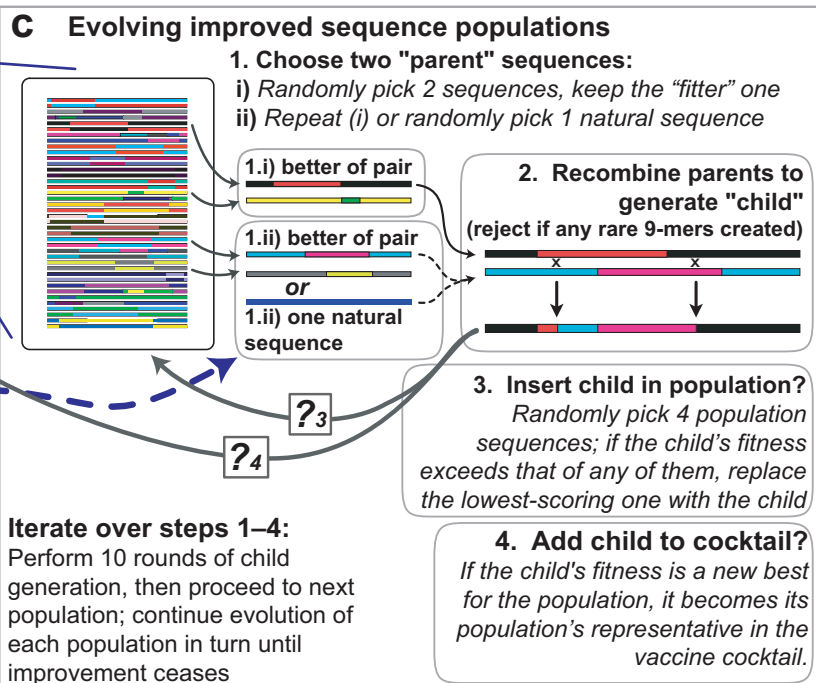 C Evolving improved sequence populations
1. Choose two "parent" sequences:
i) Randomly pick 2 sequences, keep the “fitter” one
ii) Repeat (i) or randomly pick 1 natural sequence
1.i) better of pair
1.ii) better of pair
or
1.ii) one natural
sequence
2. Recombine parents to
generate "child"
(reject if any rare 9-mers created)
x x
?3
?4
3. Insert child in population?
Randomly pick 4 population
sequences; if the child’s fitness
exceeds that of any of them, replace
the lowest-scoring one with the child
Iterate over steps 1–4:
Perform 10 rounds of child
generation, then proceed to next
population; continue evolution of
each population in turn until
improvement ceases
4. Add child to cocktail?
If the child's fitness is a new best
for the population, it becomes its
population’s representative in the
vaccine cocktail.